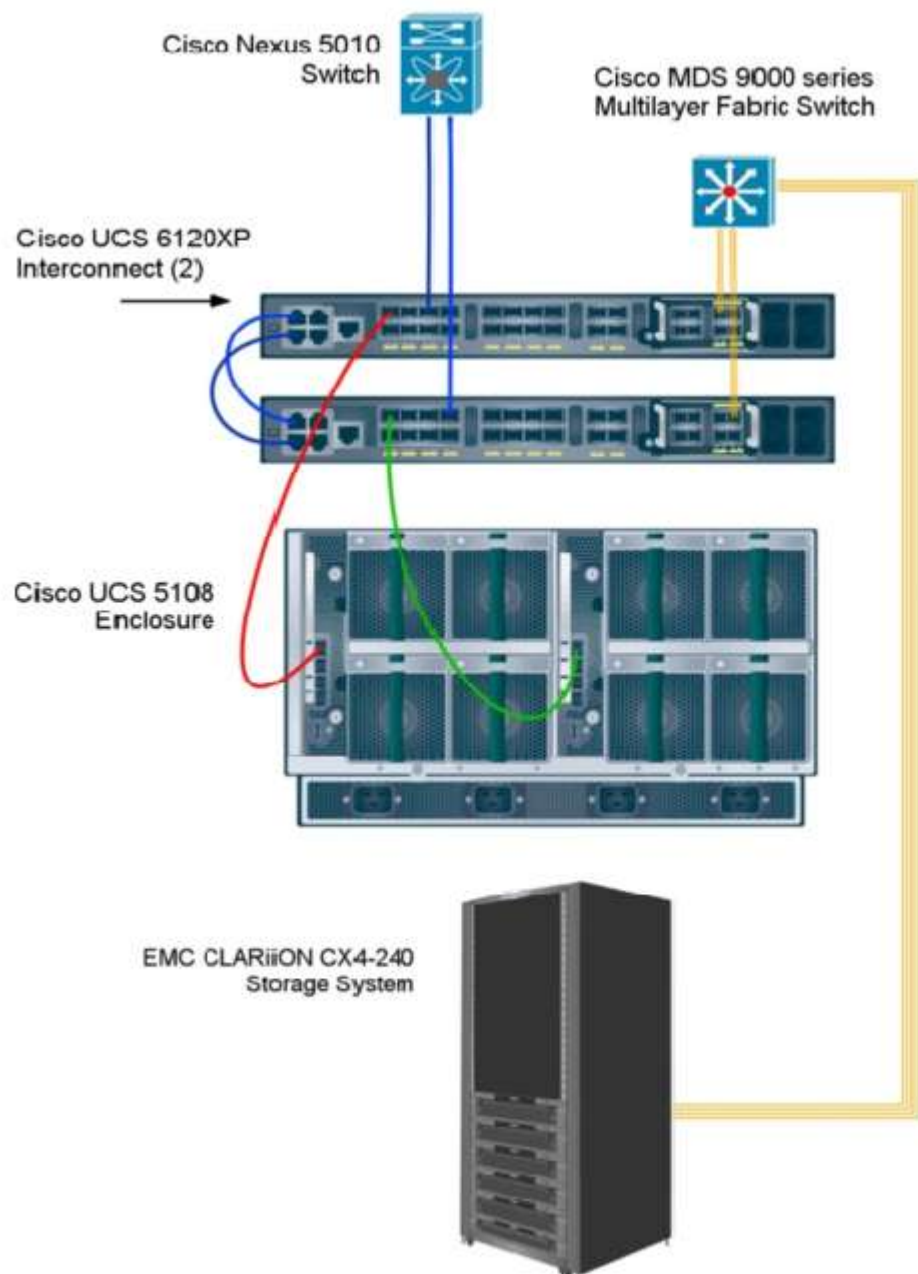 Cisco Nexus 5010
Switch
Cisco MDS 9000 series
Multilayer Fabric Switch
Cisco UCS 6120XP
Interconnect (2)
Cisco UCS 5108
Enclosure
EMC CLARiiON CX4-240
Storage System